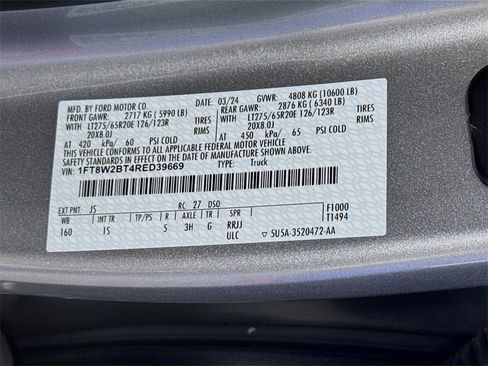 MFD. BY FORD MOTOR CO.
03/24 GVWR: 4808 KG (10600 LB)
FRONT GAWR: 2717 KG (5990 LB) REAR GAWR: 2876 KG (6340 LB)
WITH LT275/65R20E 126/123R TIRES WITH LT275/65R20E 126/123R TIRES
20X8.0J RIMS 20X8.0J RIMS
AT 420 kPa/ 60 PSI COLD AT 450 kPa/ 65 PSI COLD
THIS VEHICLE CONFORMS TO ALL APPLICABLE FEDERAL MOTOR VEHICLE
SAFETY STANDARDS IN EFFECT ON THE DATE OF MANUFACTURE SHOWN ABOVE.
VIN: 1FT8W2BT4RED39669 TYPE: Truck
EXT PNT: JS RC: 27 DSO: F1000
WB INT TR TP/PS R AXLE TR SPR T1494
160 1S 5 3H G RRJJ
ULC 5U5A-3520472-AA